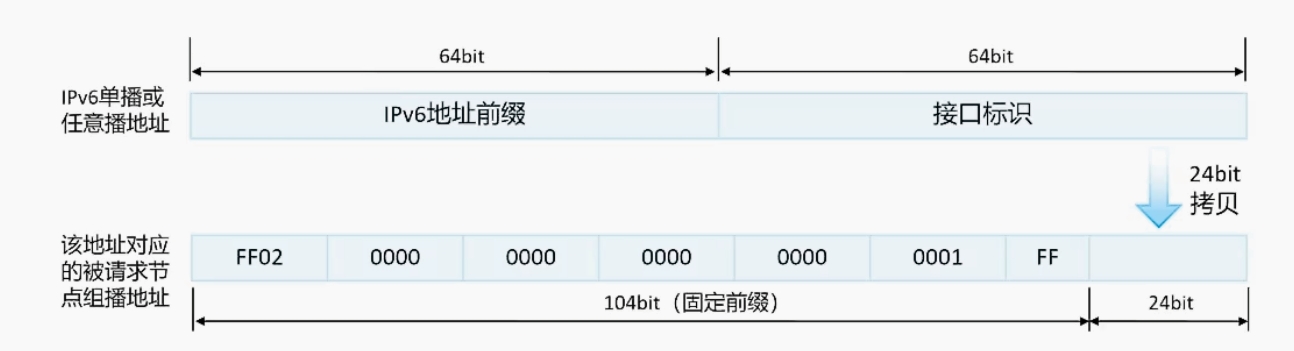 64bit 64bit
IPv6单播或
任意播地址
IPv6地址前缀 接口标识
24bit
拷贝
该地址对应
的被请求节
点组播地址
FF02 0000 0000 0000 0000 0001 FF
104bit（固定前缀） 24bit